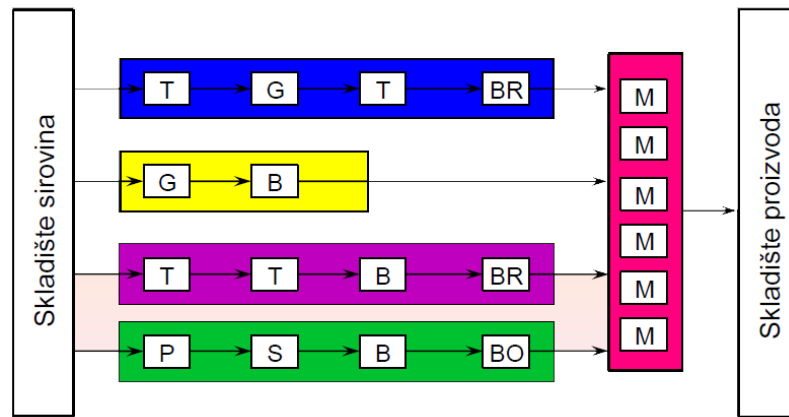 Skladište sirovina
T G T BR
G B
T T B BR
P S B BO
M
M
M
M
M
M
Skladište proizvoda